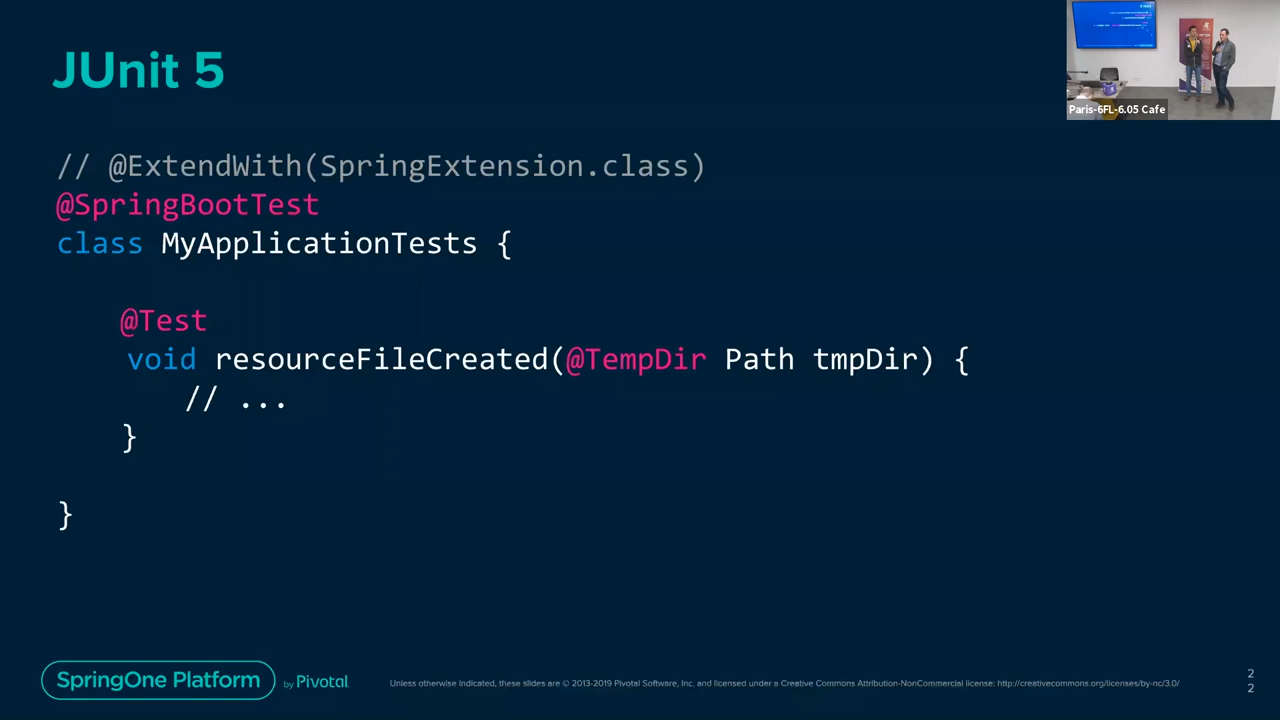 JUnit 5
Paris-6FL-6.05 Cafe
// @ExtendWith(SpringExtension.class)
@SpringBootTest
class MyApplicationTests {
@Test
void resourceFileCreated(@TempDir Path tmpDir) {
// ...
}
}
SpringOne Platform
by Pivotal
Unless otherwise indicated, these slides are © 2013-2019 Pivotal Software, Inc. and licensed under a Creative Commons Attribution-NonCommercial license: http://creativecommons.org/licenses/by-nc/3.0/
2
2